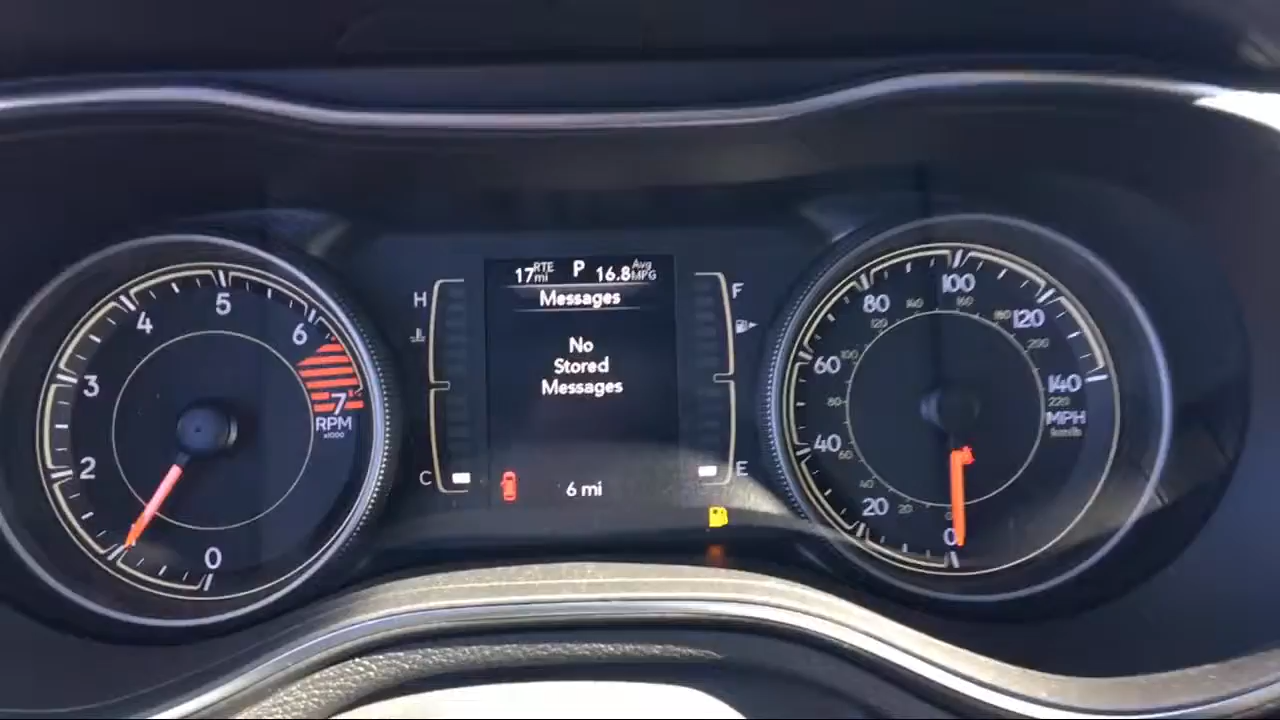 17 RTE mi P 16.8 Avg MPG
Messages
No
Stored
Messages
6 mi
H
C
F
E
0
2
3
4
5
6
7
RPM
x1000
0
20
40
60
80
100
120
140
MPH
km/h
20
40
60
80
100
120
140
160
180
200
220